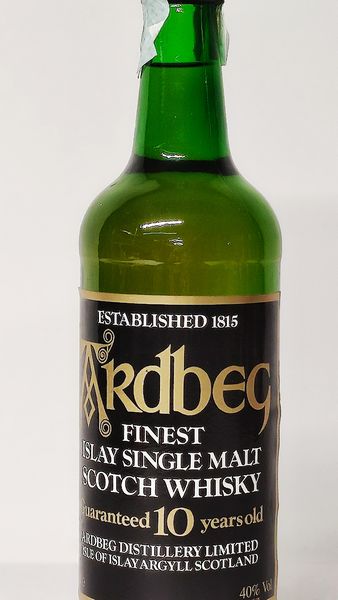 ESTABLISHED 1815
Ardbeg
FINEST
ISLAY SINGLE MALT
SCOTCH WHISKY
Guaranteed 10 years old
ARDBEG DISTILLERY LIMITED
ISLE OF ISLAY ARGYLL SCOTLAND
40% Vol